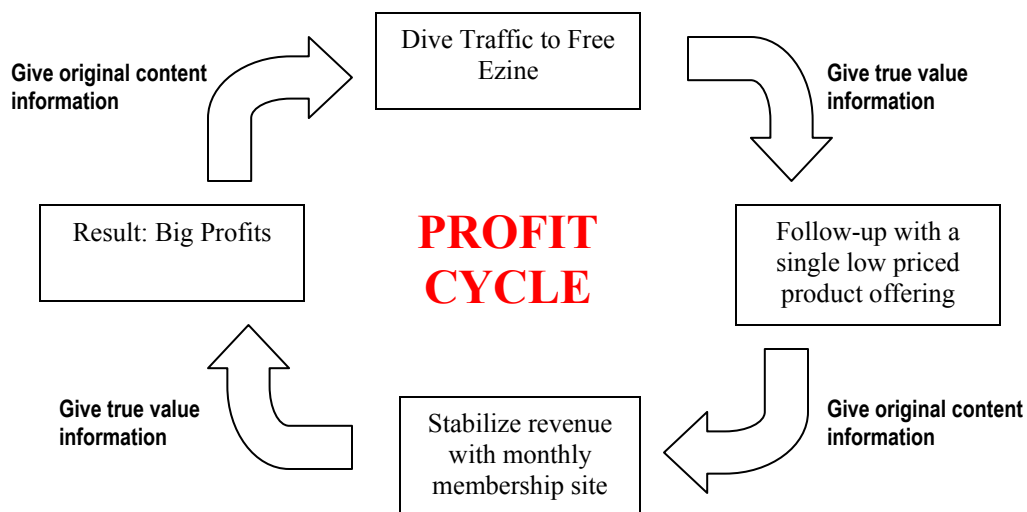 Dive Traffic to Free
Ezine
Give true value
information
Follow-up with a
single low priced
product offering
Give original content
information
Stabilize revenue
with monthly
membership site
Give true value
information
Result: Big Profits
Give original content
information
PROFIT
CYCLE